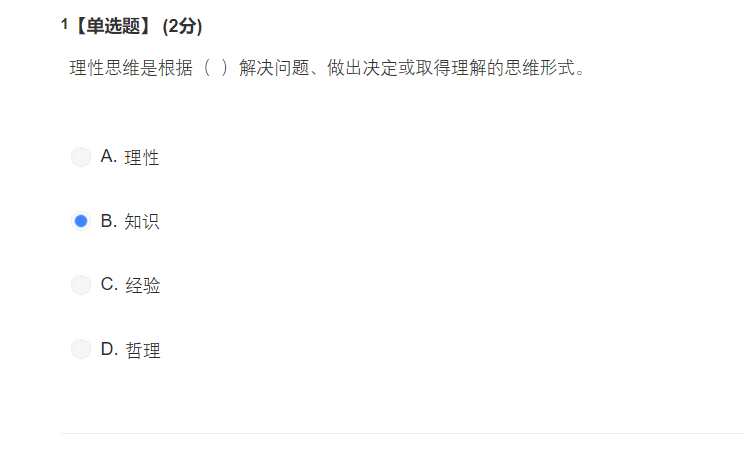 1【单选题】 (2分)
理性思维是根据（ ）解决问题、做出决定或取得理解的思维形式。
A. 理性
B. 知识
C. 经验
D. 哲理